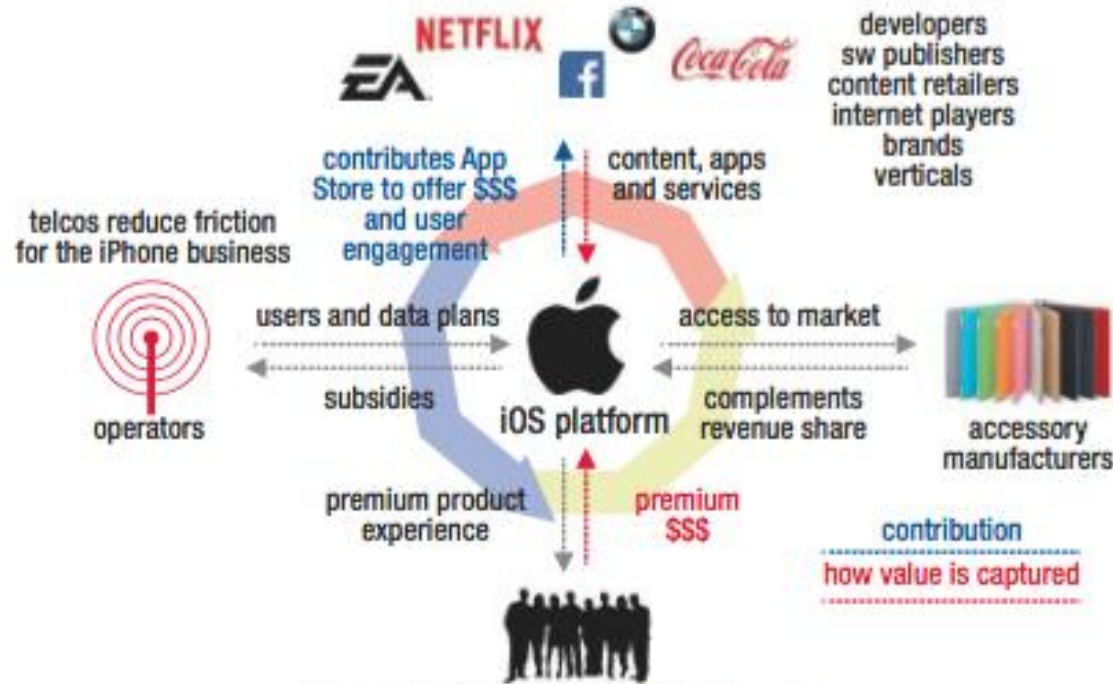 NETFLIX
EA
f
Coca-Cola
developers
sw publishers
content retailers
internet players
brands
verticals
contributes App
Store to offer $$$
and user
engagement
content, apps
and services
telcos reduce friction
for the iPhone business
users and data plans
subsidies
operators
iOS platform
access to market
complements
revenue share
accessory
manufacturers
premium product
experience
premium
$$$
contribution
how value is captured